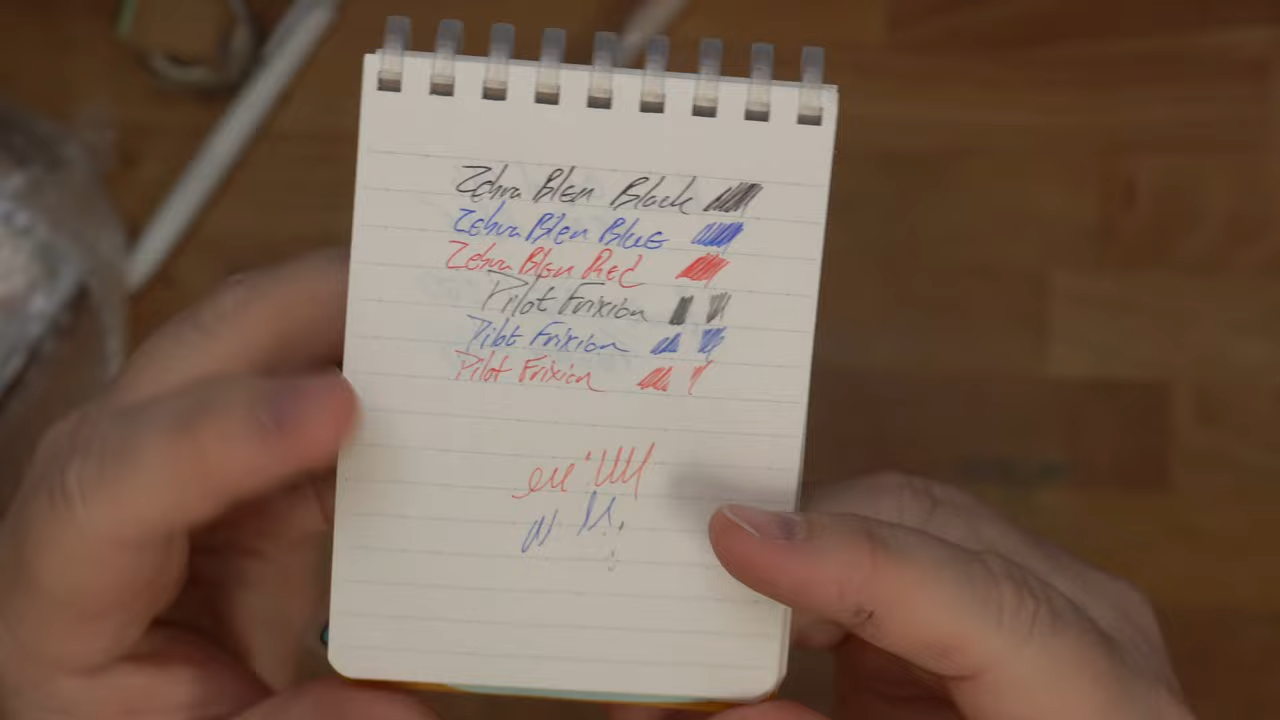 Zebra Blen Black
Zebra Blen Blue
Zebra Blen Red
Pilot Frixion
Pilot Frixion
Pilot Frixion